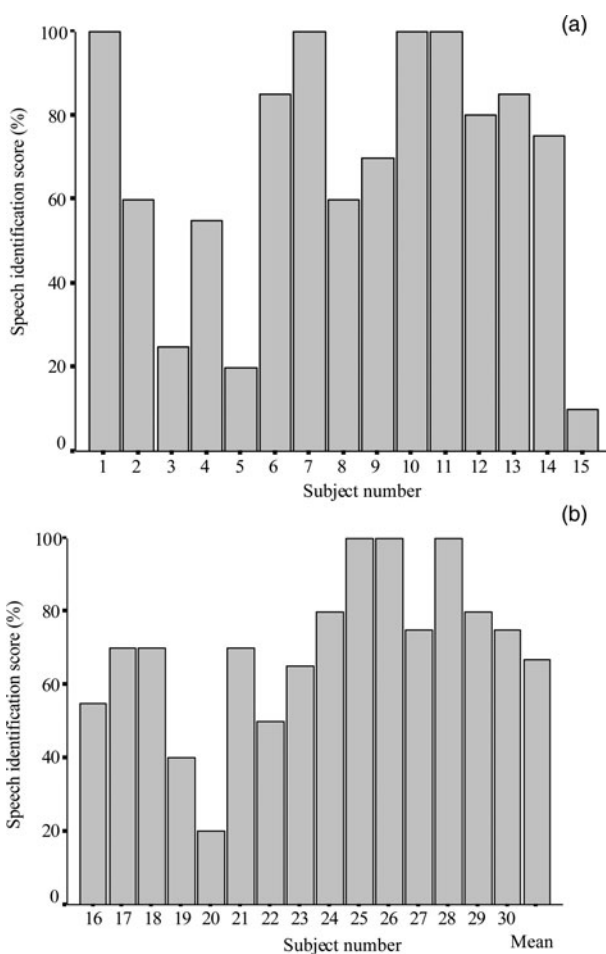 (a)
Speech identification score (%)
100
80
60
40
20
0
1 2 3 4 5 6 7 8 9 10 11 12 13 14 15
Subject number
(b)
Speech identification score (%)
100
80
60
40
20
0
16 17 18 19 20 21 22 23 24 25 26 27 28 29 30
Subject number Mean